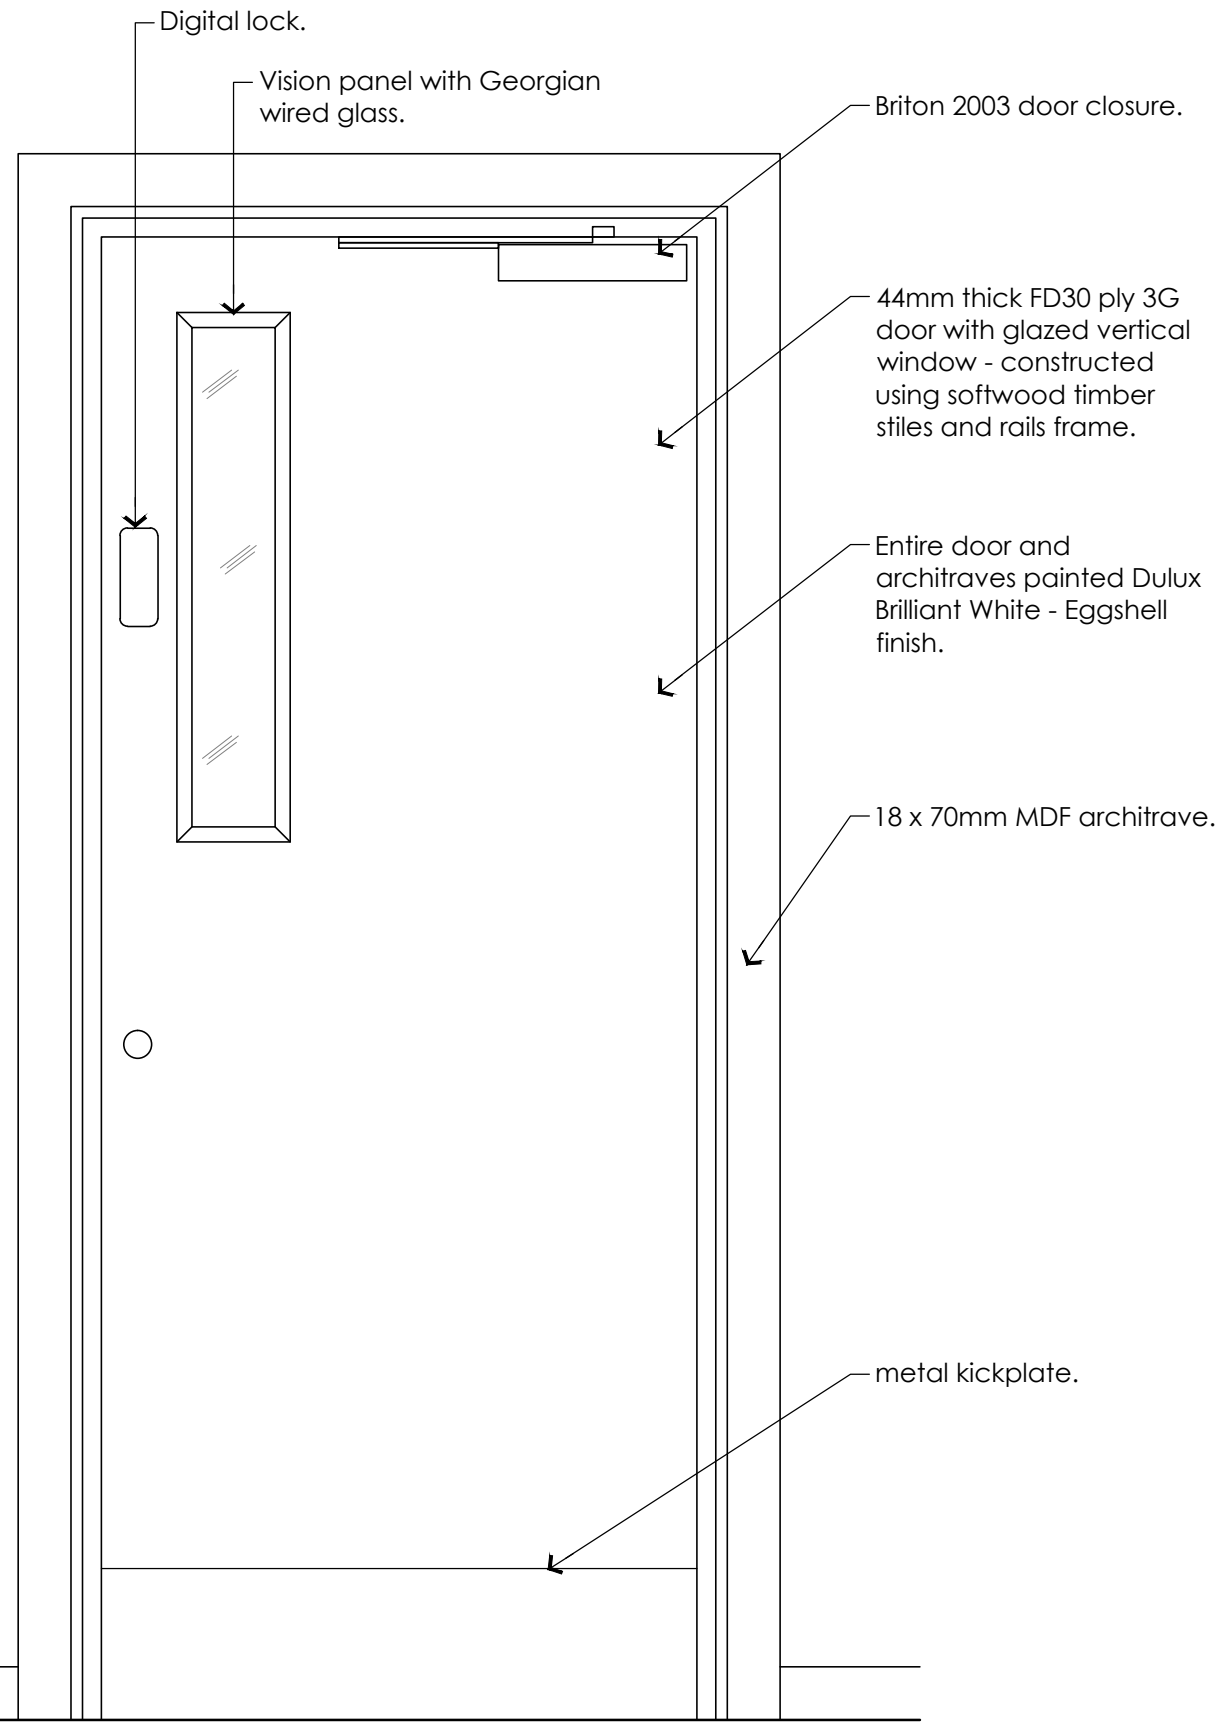 Digital lock.
Vision panel with Georgian
wired glass.
Briton 2003 door closure.
44mm thick FD30 ply 3G
door with glazed vertical
window - constructed
using softwood timber
stiles and rails frame.
Entire door and
architraves painted Dulux
Brilliant White - Eggshell
finish.
18 x 70mm MDF architrave.
metal kickplate.